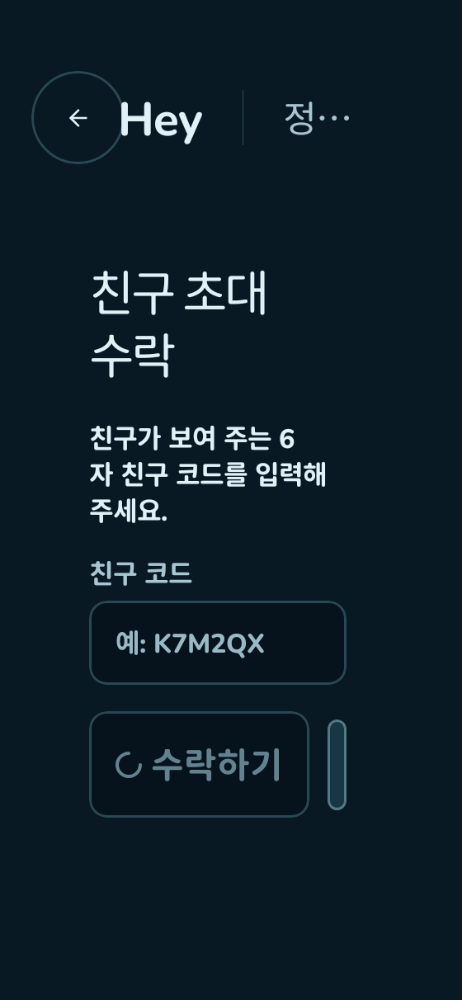 Hey
정…
친구 초대
수락
친구가 보여 주는 6
자 친구 코드를 입력해
주세요.
친구 코드
예: K7M2QX
수락하기